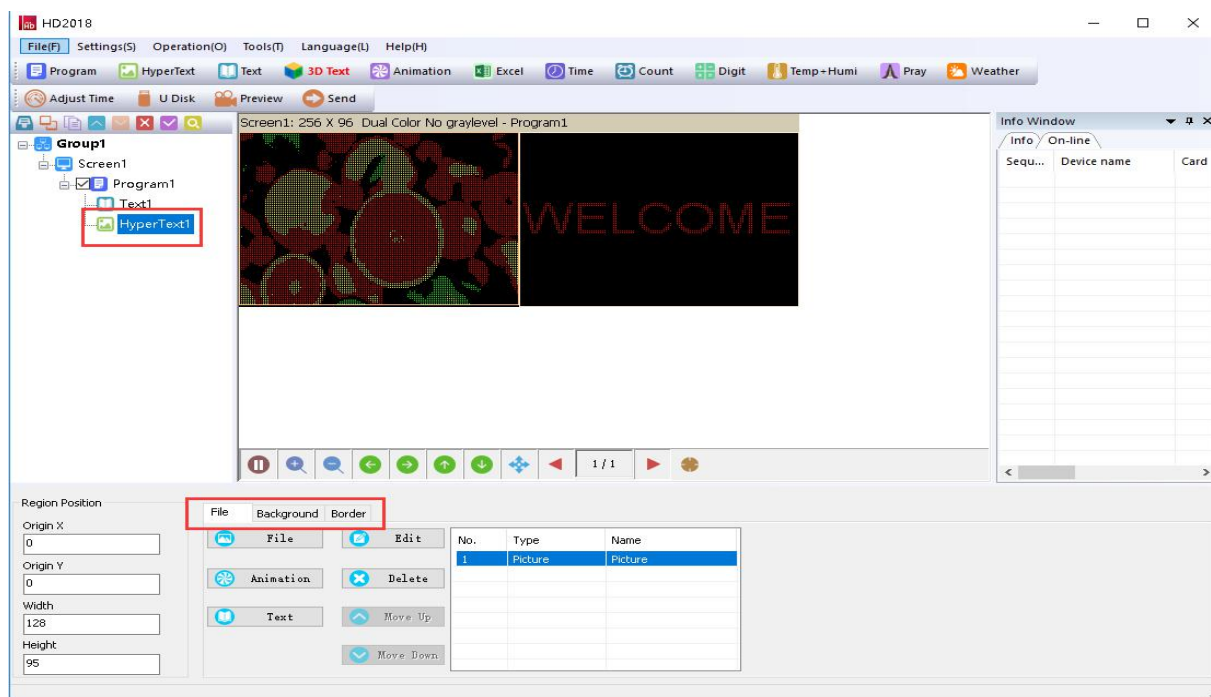 HD2018
File(F) Settings(S) Operation(O) Tools(T) Language(L) Help(H)
Program HyperText Text 3D Text Animation Excel Time Count Digit Temp+Humi Pray Weather
Adjust Time U Disk Preview Send
Group1
Screen1
Program1
Text1
HyperText1
Screen1: 256 X 96 Dual Color No graylevel - Program1
WELCOME
1/1
Info Window
Info On-line
Sequ... Device name Card
Region Position
Origin X
0
Origin Y
0
Width
128
Height
95
File Background Border
File Edit
Animation Delete
Text Move Up
Move Down
No. Type Name
1 Picture Picture